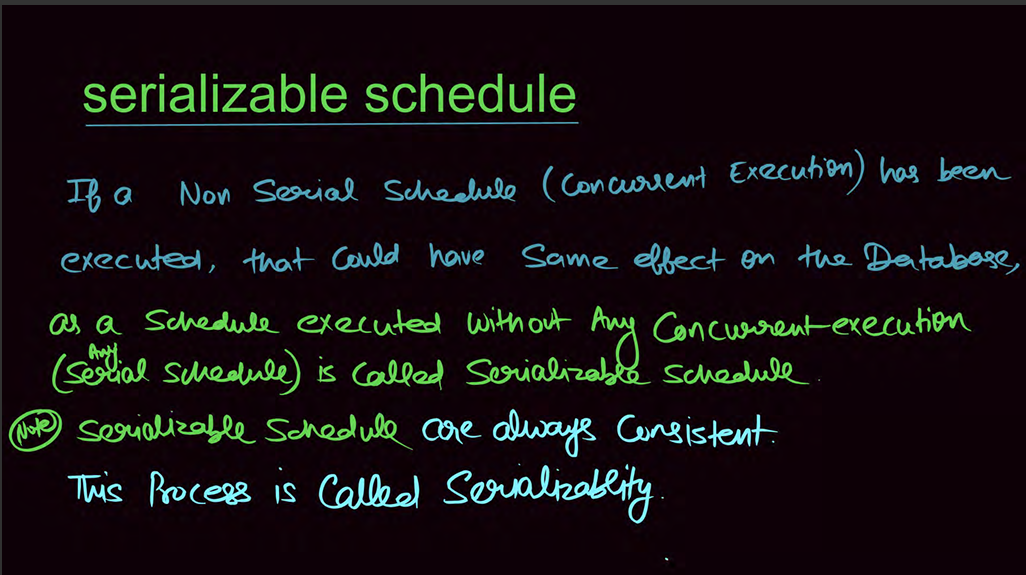 serializable schedule
If a Non Serial Schedule (Concurrent Execution) has been
executed, that Could have Same effect on the Database,
as a Schedule executed without Any Concurrent execution
(Any Serial Schedule) is Called Serializable Schedule.
Note Serializable Schedule are always Consistent.
This Process is Called Serializablity.